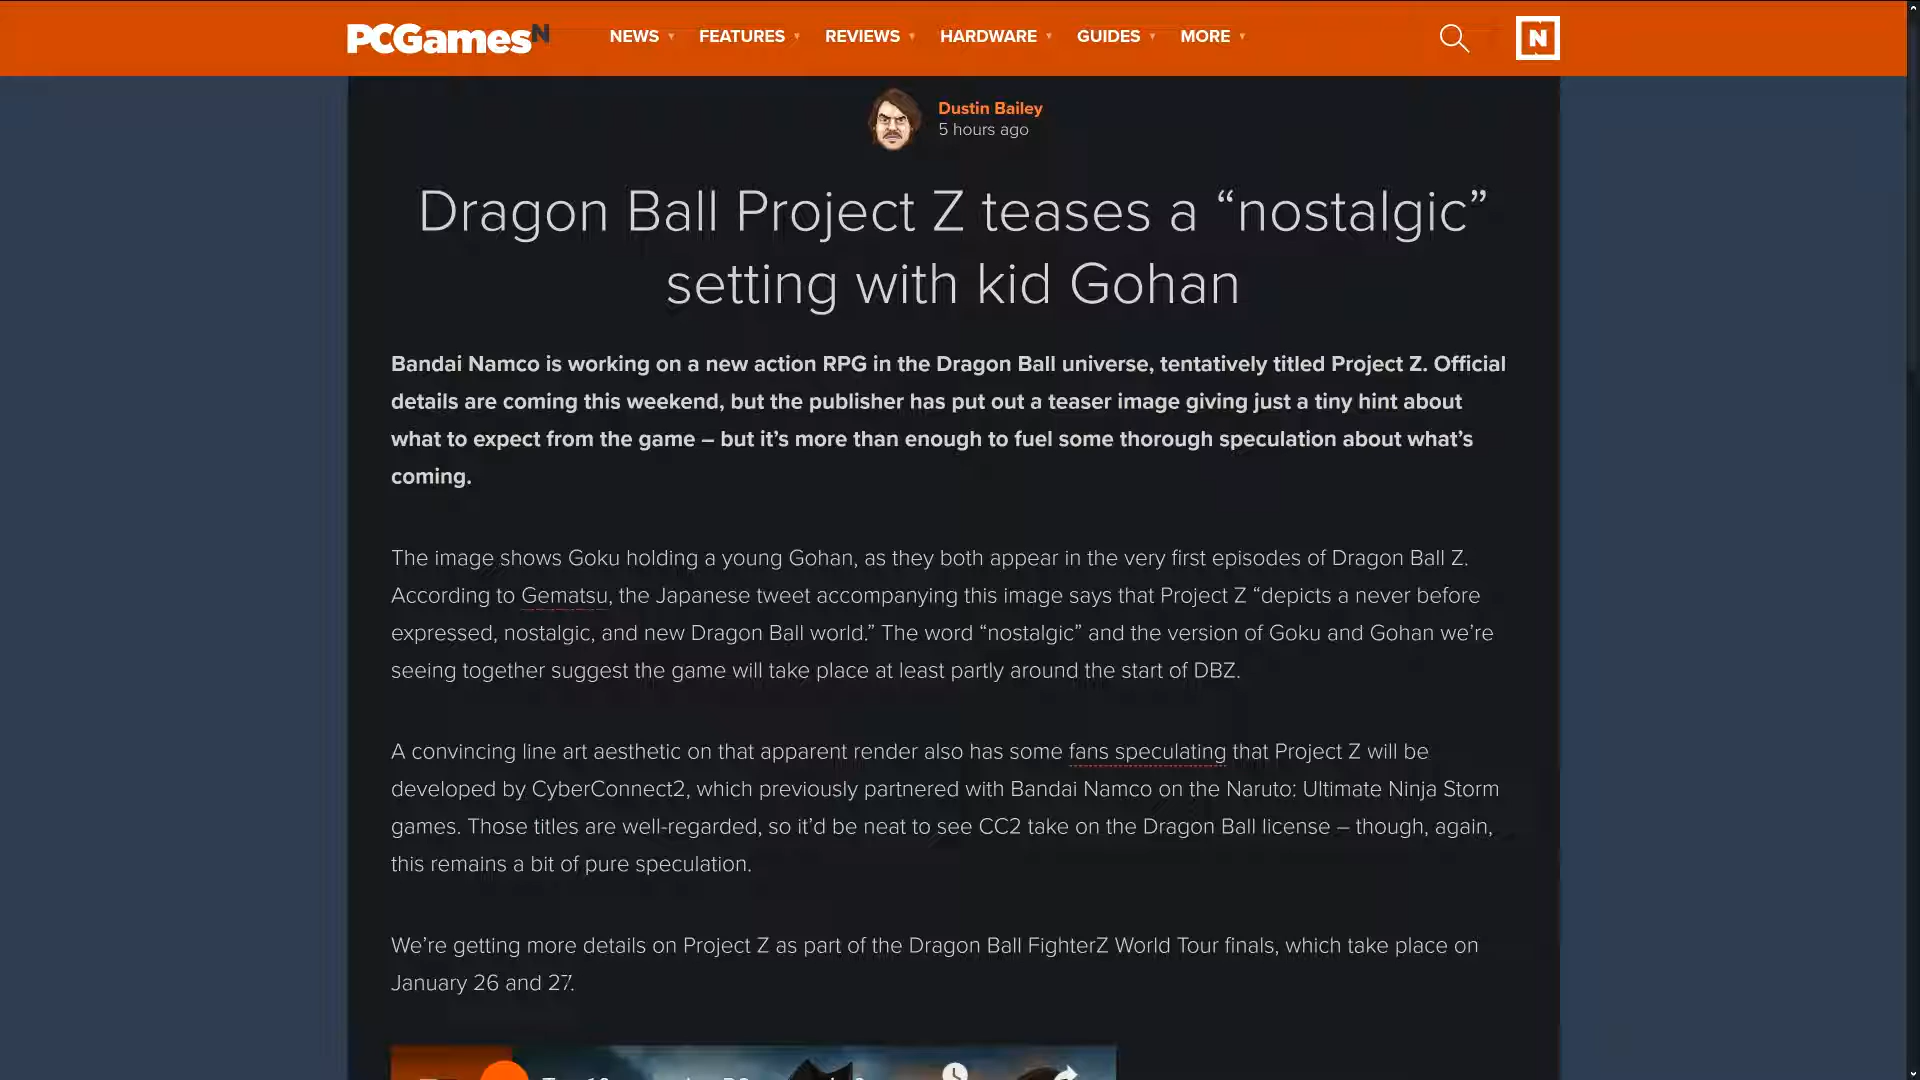 PCGamesN
NEWS FEATURES REVIEWS HARDWARE GUIDES MORE
N
Dustin Bailey
5 hours ago
Dragon Ball Project Z teases a “nostalgic”
setting with kid Gohan
Bandai Namco is working on a new action RPG in the Dragon Ball universe, tentatively titled Project Z. Official
details are coming this weekend, but the publisher has put out a teaser image giving just a tiny hint about
what to expect from the game – but it’s more than enough to fuel some thorough speculation about what’s
coming.
The image shows Goku holding a young Gohan, as they both appear in the very first episodes of Dragon Ball Z.
According to Gematsu, the Japanese tweet accompanying this image says that Project Z “depicts a never before
expressed, nostalgic, and new Dragon Ball world.” The word “nostalgic” and the version of Goku and Gohan we’re
seeing together suggest the game will take place at least partly around the start of DBZ.
A convincing line art aesthetic on that apparent render also has some fans speculating that Project Z will be
developed by CyberConnect2, which previously partnered with Bandai Namco on the Naruto: Ultimate Ninja Storm
games. Those titles are well-regarded, so it’d be neat to see CC2 take on the Dragon Ball license – though, again,
this remains a bit of pure speculation.
We’re getting more details on Project Z as part of the Dragon Ball FighterZ World Tour finals, which take place on
January 26 and 27.